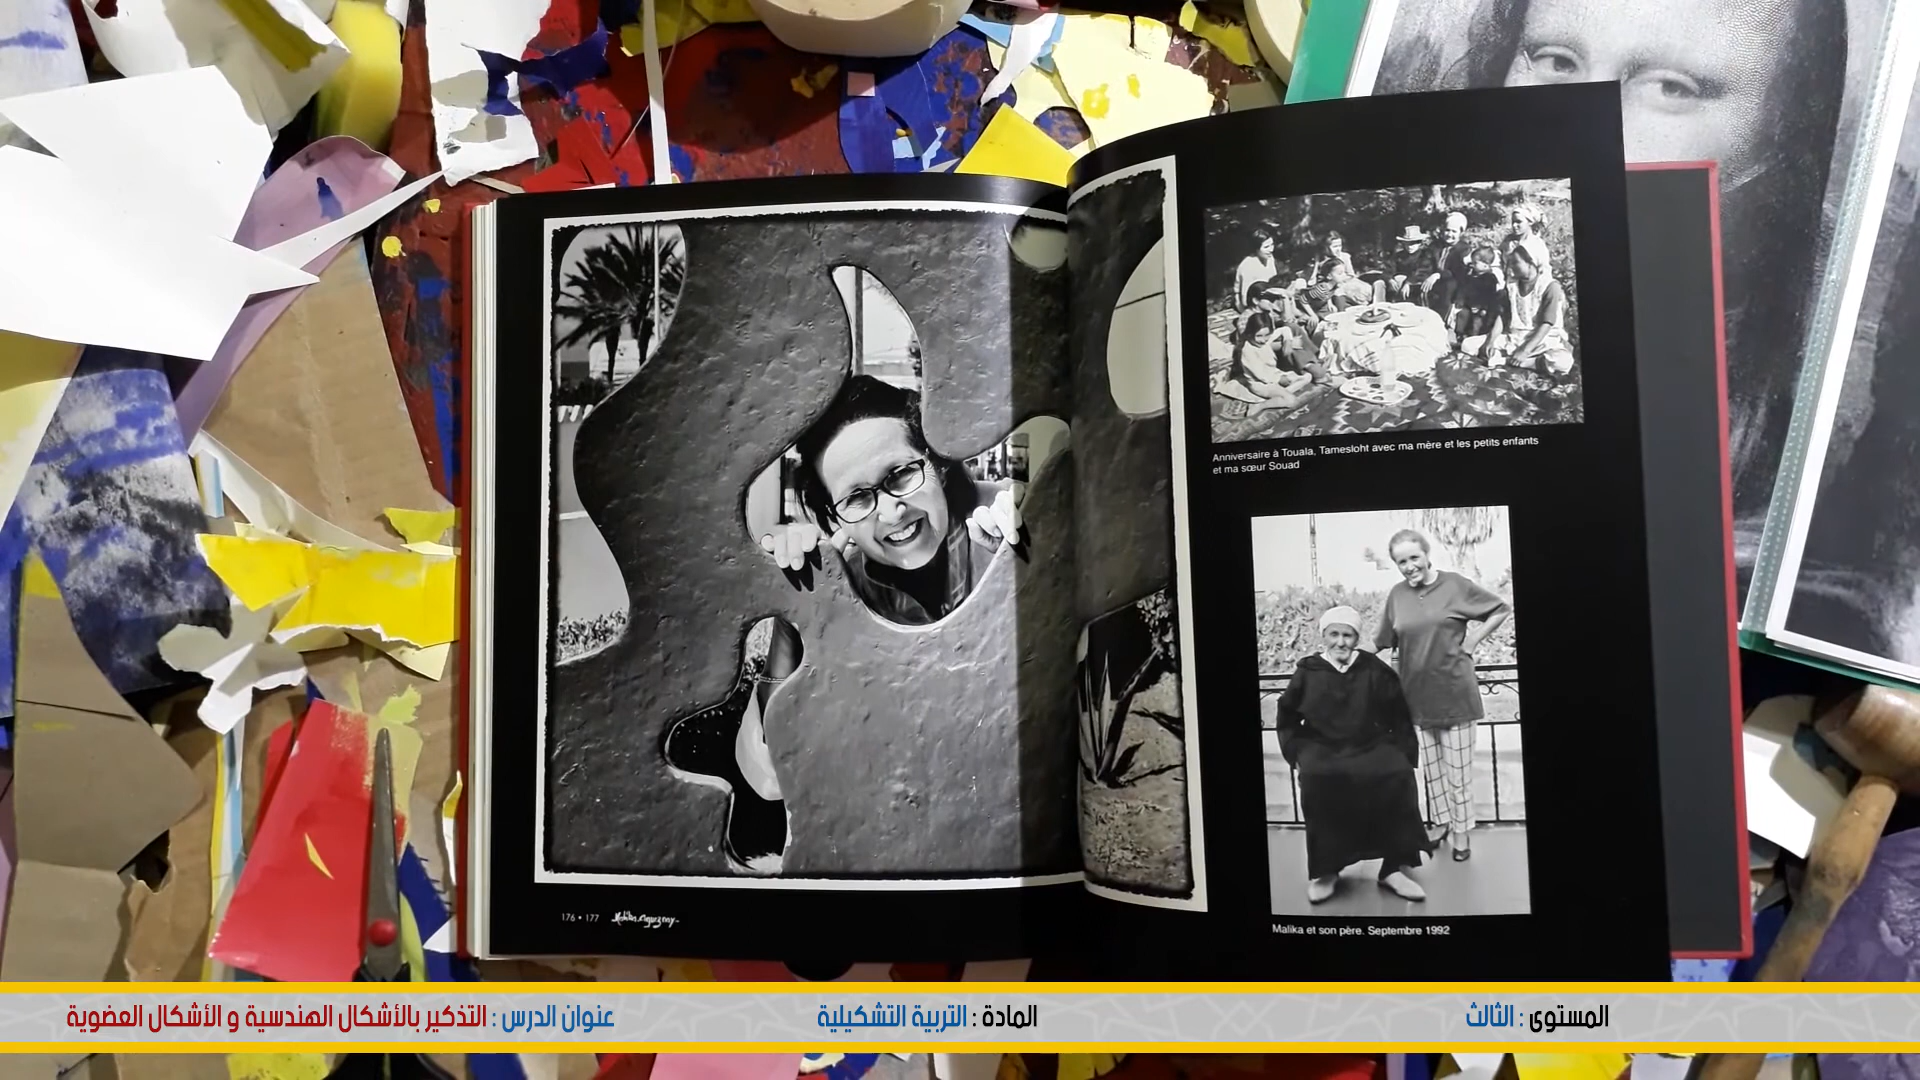 Anniversaire à Touala, Tamesloht avec ma mère et les petits enfants
et ma sœur Souad
Malika et son père. Septembre 1992
176 • 177
المستوى : الثالث
المادة : التربية التشكيلية
عنوان الدرس : التذكير بالأشكال الهندسية و الأشكال العضوية